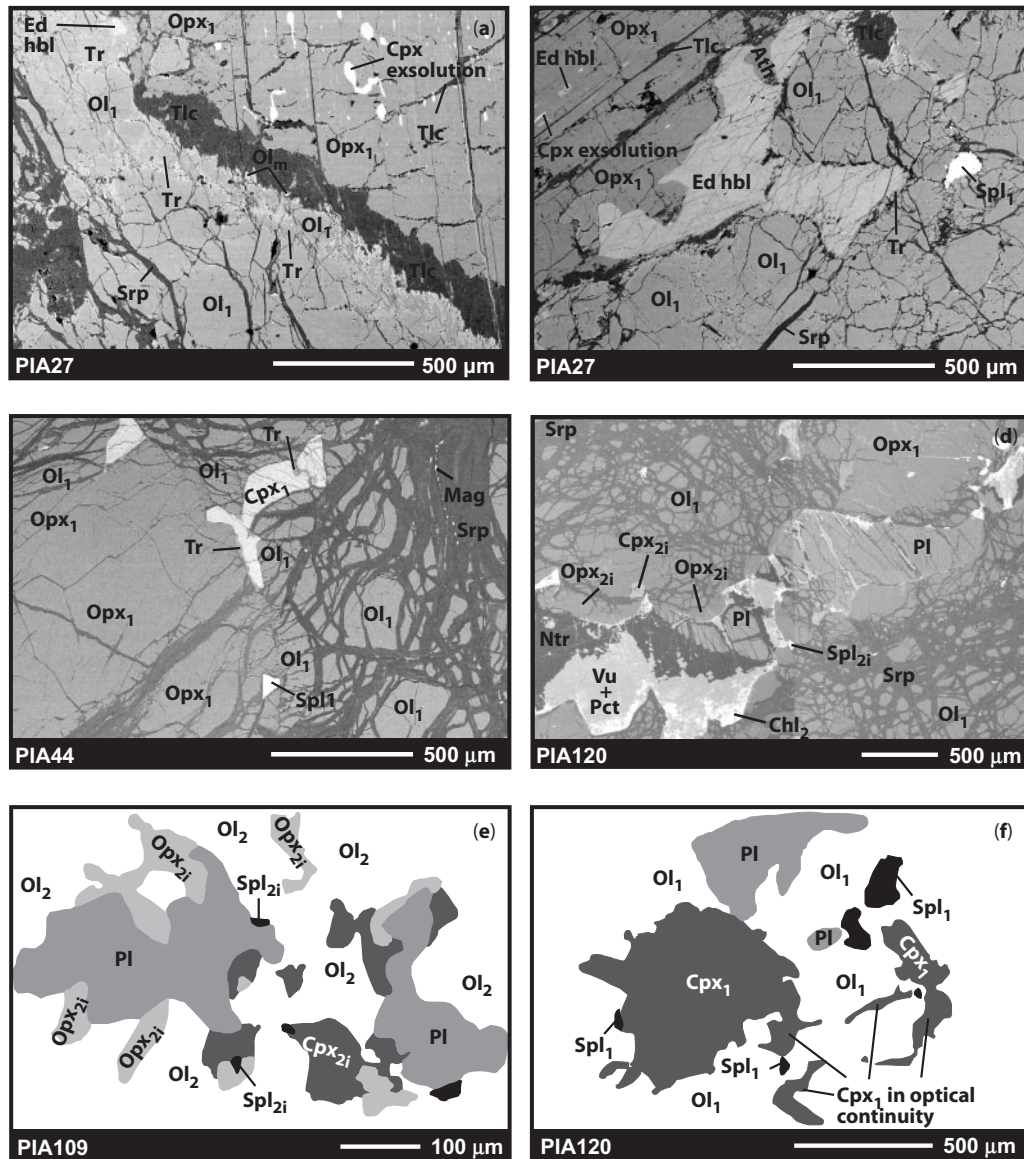 Ed
hbl
Tr
Opx1
(a)
Cpx
exsolution
Ol1
Tlc
Opx1
Tlc
Olm
Tr
Ol1
Tr
Tr
Tlc
Srp
Ol1
PIA27
500 µm
Opx1
Tlc
Ath
Tlc
Ed hbl
Ol1
Cpx exsolution
Opx1
Ed hbl
Spl1
Ol1
Tr
Ol1
Srp
PIA27
500 µm
Tr
Ol1
Ol1
Cpx1
Opx1
Mag
Srp
Tr
Ol1
Opx1
Ol1
Ol1
Opx1
Spl1
Ol1
PIA44
500 µm
Srp
(d)
Opx1
Ol1
Cpx2i
Pl
Opx2i
Opx2i
Pl
Ntr
Spl2i
Vu
+
Pct
Srp
Chl2
Ol1
PIA120
500 µm
Ol2
Opx2i
(e)
Opx2i
Ol2
Ol2
Spl2i
Pl
Ol2
Ol2
Opx2i
Opx2i
Cpx2i
Pl
Ol2
Spl2i
PIA109
100 µm
(f)
Pl
Ol1
Ol1
Spl1
Pl
Cpx1
Cpx1
Ol1
Spl1
Spl1
Ol1
Cpx1 in optical
continuity
PIA120
500 µm